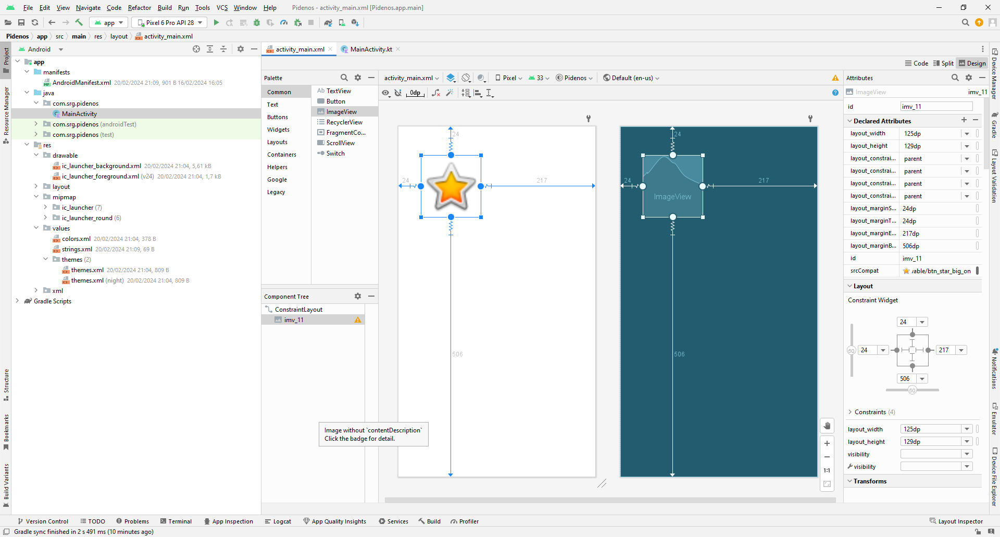 File Edit View Navigate Code Refactor Build Run Tools VCS Window Help Pidenos - activity_main.xml [Pidenos.app.main]
app Pixel 6 Pro API 28
Pidenos app src main res layout activity_main.xml
Project
Resource Manager
Structure
Bookmarks
Build Variants
Android
app
manifests
AndroidManifest.xml 20/02/2024 21:09, 901 B 16/02/2024 16:05
java
com.srg.pidenos
MainActivity
com.srg.pidenos (androidTest)
com.srg.pidenos (test)
res
drawable
ic_launcher_background.xml 20/02/2024 21:04, 5,61 kB
ic_launcher_foreground.xml (v24) 20/02/2024 21:04, 1,7 kB
layout
mipmap
ic_launcher (7)
ic_launcher_round (6)
values
colors.xml 20/02/2024 21:04, 378 B
strings.xml 20/02/2024 21:09, 69 B
themes (2)
themes.xml 20/02/2024 21:04, 809 B
themes.xml (night) 20/02/2024 21:04, 809 B
xml
Gradle Scripts
activity_main.xml MainActivity.kt
Code Split Design
Palette
Common
Text
Buttons
Widgets
Layouts
Containers
Helpers
Google
Legacy
Ab TextView
Button
ImageView
RecyclerView
FragmentCo...
ScrollView
Switch
Component Tree
ConstraintLayout
imv_11
Image without `contentDescription`
Click the badge for detail.
activity_main.xml Pixel 33 Pidenos Default (en-us)
0dp
24
24
217
506
24
24
217
ImageView
506
1:1
Attributes
ImageView imv_11
id imv_11
Declared Attributes
layout_width 125dp
layout_height 129dp
layout_constrai... parent
layout_constrai... parent
layout_constrai... parent
layout_constrai... parent
layout_marginS... 24dp
layout_marginT... 24dp
layout_marginE... 217dp
layout_marginB... 506dp
id imv_11
srcCompat /able/btn_star_big_on
Layout
Constraint Widget
24
50 24 217
506
50
Constraints (4)
layout_width 125dp
layout_height 129dp
visibility
visibility
Transforms
Device Manager
Gradle
Layout Validation
Notifications
Emulator
Device File Explorer
Version Control TODO Problems Terminal App Inspection Logcat App Quality Insights Services Build Profiler Layout Inspector
Gradle sync finished in 2 s 491 ms (10 minutes ago)